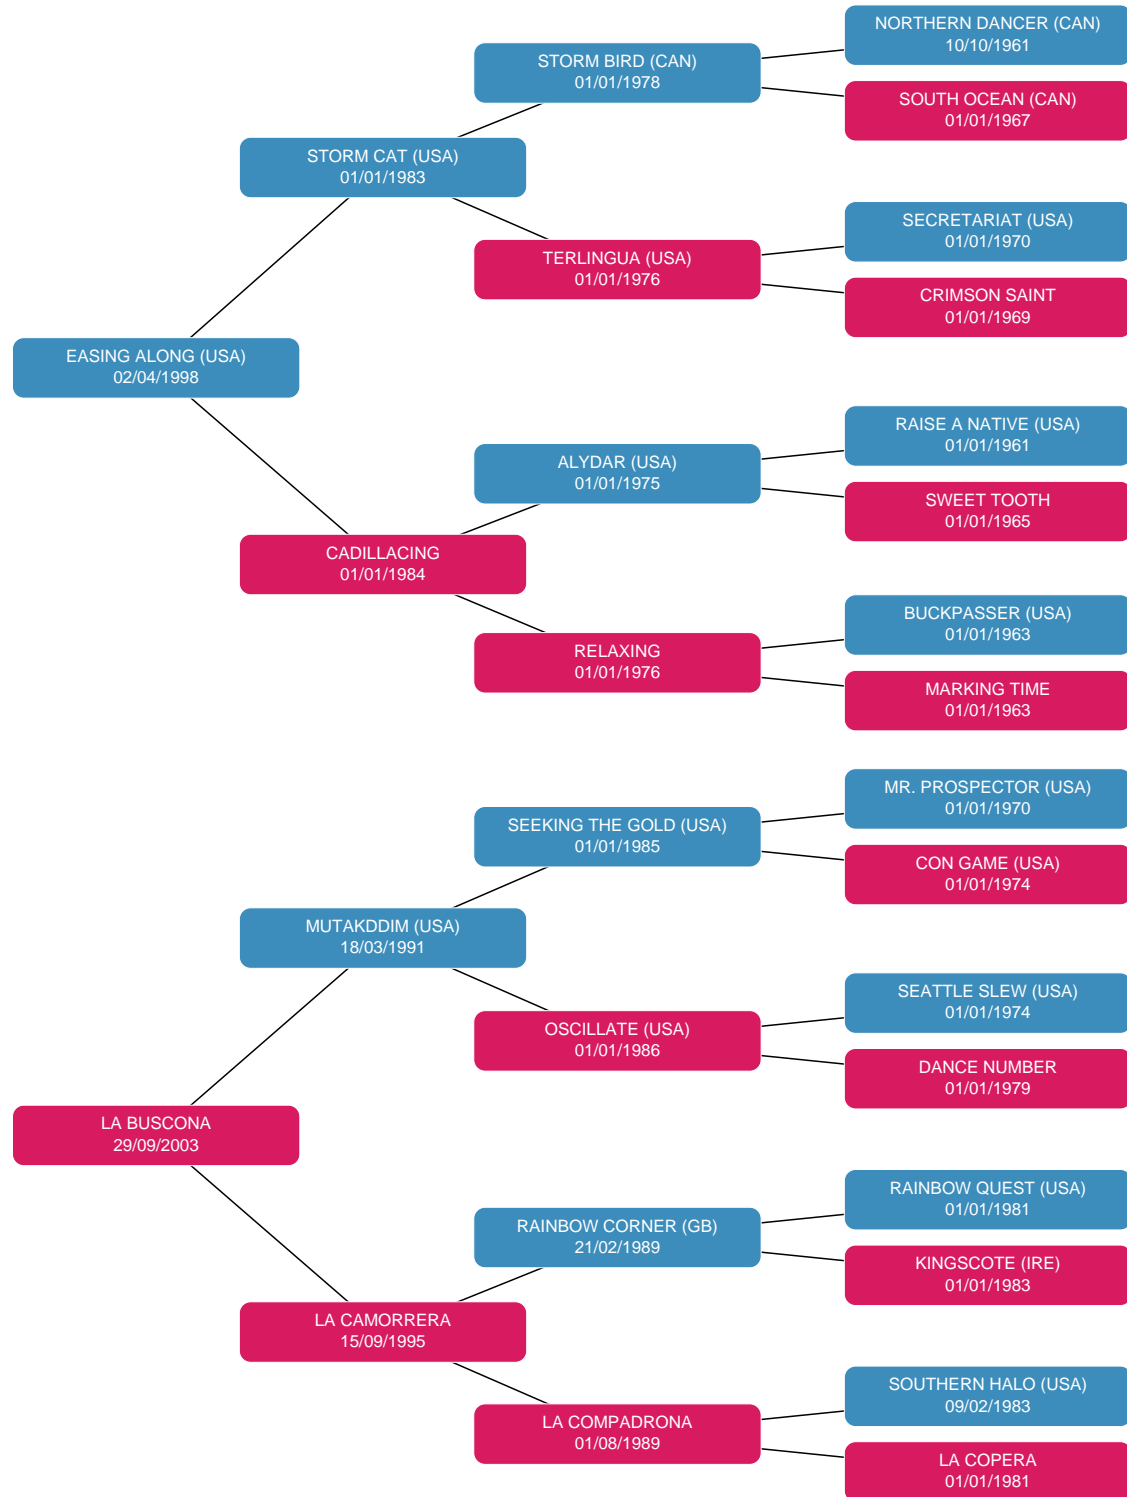 NORTHERN DANCER (CAN)
10/10/1961
STORM BIRD (CAN)
01/01/1978
SOUTH OCEAN (CAN)
01/01/1967
STORM CAT (USA)
01/01/1983
SECRETARIAT (USA)
01/01/1970
TERLINGUA (USA)
01/01/1976
CRIMSON SAINT
01/01/1969
EASING ALONG (USA)
02/04/1998
RAISE A NATIVE (USA)
01/01/1961
ALYDAR (USA)
01/01/1975
SWEET TOOTH
01/01/1965
CADILLACING
01/01/1984
BUCKPASSER (USA)
01/01/1963
RELAXING
01/01/1976
MARKING TIME
01/01/1963
MR. PROSPECTOR (USA)
01/01/1970
SEEKING THE GOLD (USA)
01/01/1985
CON GAME (USA)
01/01/1974
MUTAKDDIM (USA)
18/03/1991
SEATTLE SLEW (USA)
01/01/1974
OSCILLATE (USA)
01/01/1986
DANCE NUMBER
01/01/1979
LA BUSCONA
29/09/2003
RAINBOW QUEST (USA)
01/01/1981
RAINBOW CORNER (GB)
21/02/1989
KINGSCOTE (IRE)
01/01/1983
LA CAMORRERA
15/09/1995
SOUTHERN HALO (USA)
09/02/1983
LA COMPADRONA
01/08/1989
LA COPERA
01/01/1981